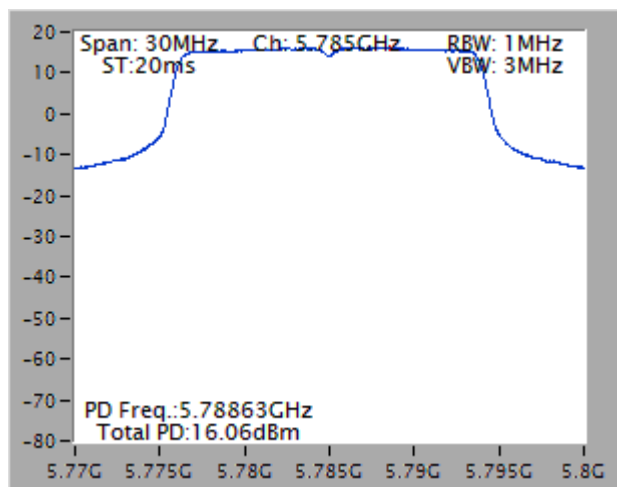 Span: 30MHz Ch: 5.785GHz RBW: 1MHz
ST:20ms VBW: 3MHz
20
10
0
-10
-20
-30
-40
-50
-60
-70
-80
PD Freq.:5.78863GHz
Total PD:16.06dBm
5.77G 5.775G 5.78G 5.785G 5.79G 5.795G 5.8G